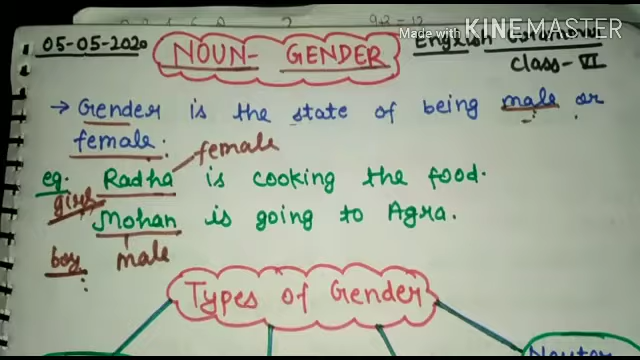 Made with KINEMASTER
05-05-2020
NOUN- GENDER
English Grammar
Class-VI
→ Gender is the state of being male or
female.
female
eg. Radha is cooking the food.
girl
Mohan is going to Agra.
boy male
Types of Gender
Neuter